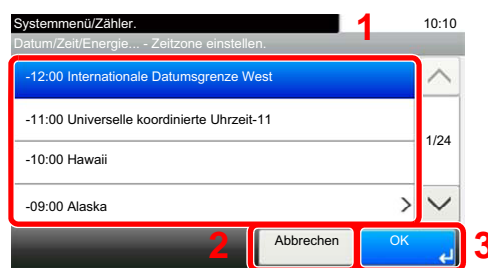 Systemmenü/Zähler. 1 10:10
Datum/Zeit/Energie... - Zeitzone einstellen.
-12:00 Internationale Datumsgrenze West
-11:00 Universelle koordinierte Uhrzeit-11
1/24
-10:00 Hawaii
-09:00 Alaska
2 Abbrechen OK 3